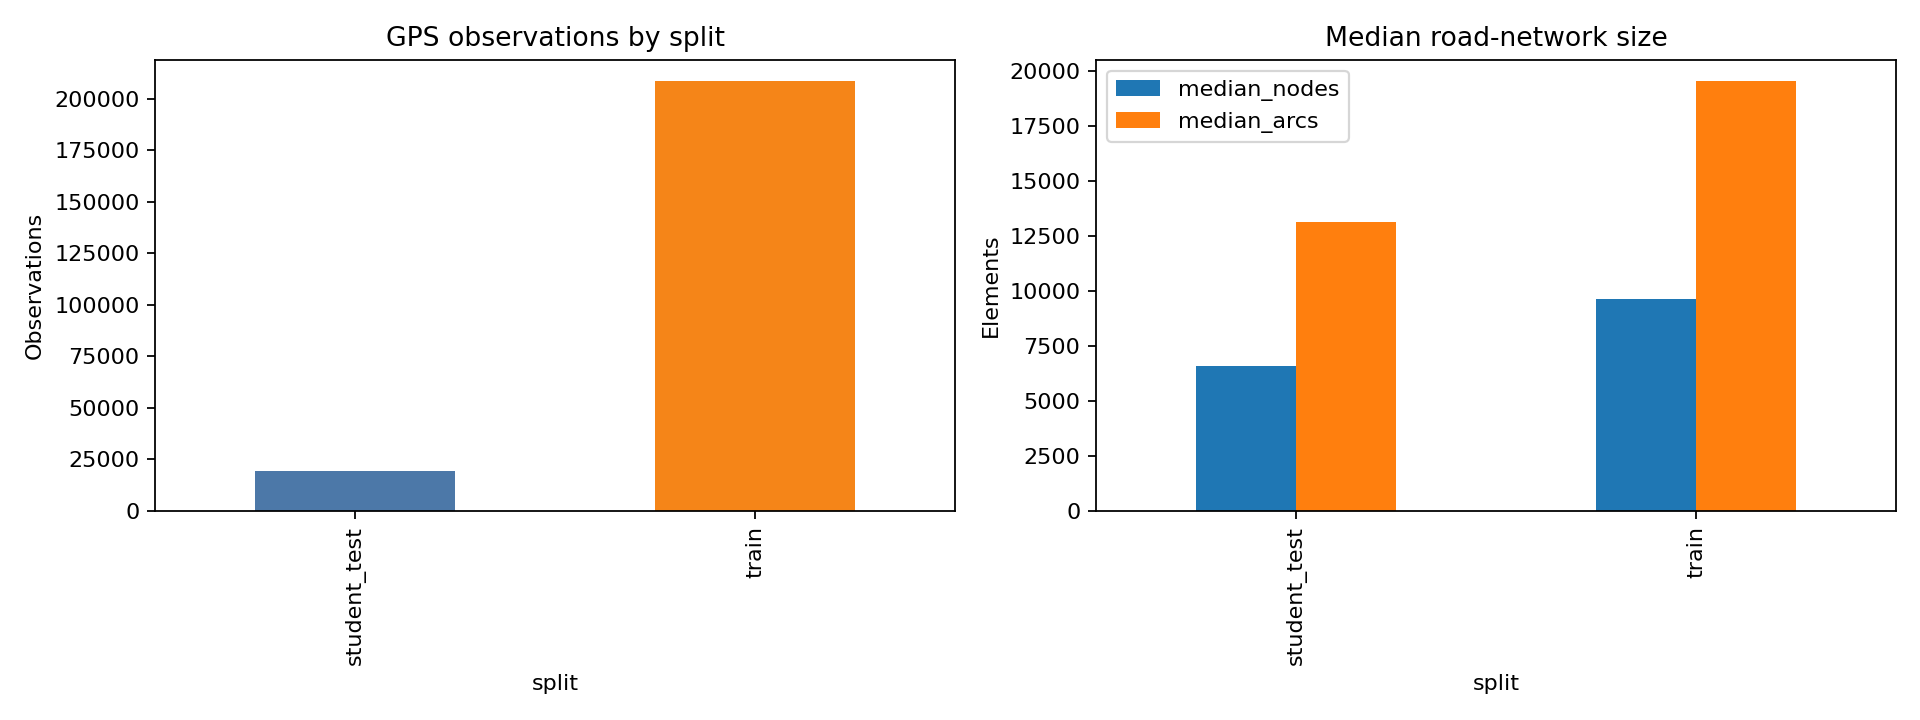 GPS observations by split
Observations
200000
175000
150000
125000
100000
75000
50000
25000
0
student_test
train
split
Median road-network size
median_nodes
median_arcs
Elements
20000
17500
15000
12500
10000
7500
5000
2500
0
student_test
train
split